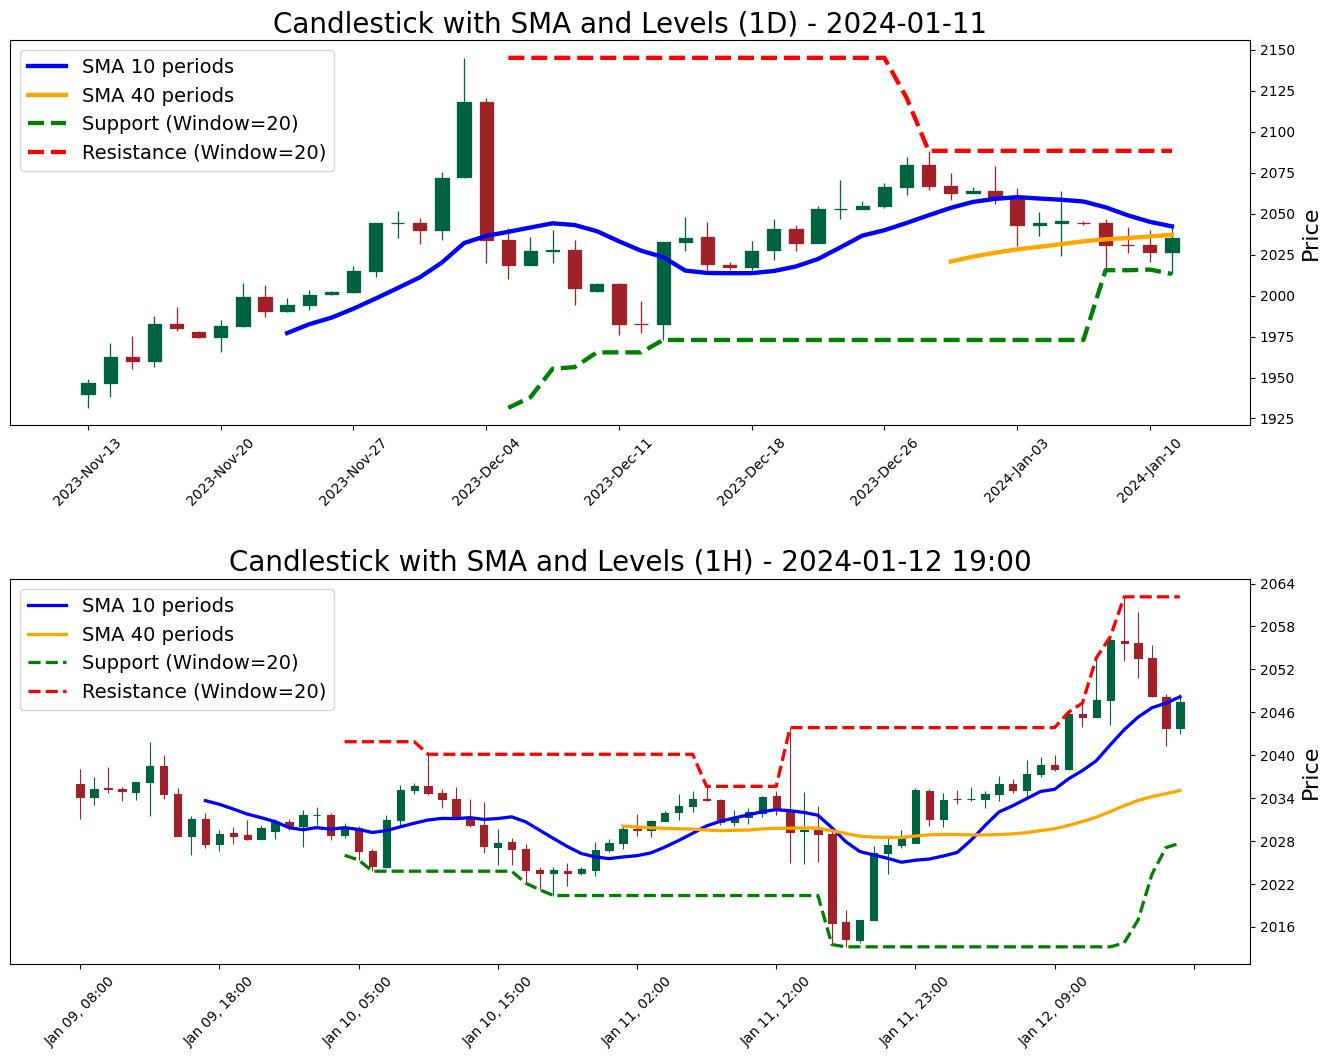 Candlestick with SMA and Levels (1D) - 2024-01-11
SMA 10 periods
SMA 40 periods
Support (Window=20)
Resistance (Window=20)
2150
2125
2100
2075
2050
2025
2000
1975
1950
1925
Price
2023-Nov-13
2023-Nov-20
2023-Nov-27
2023-Dec-04
2023-Dec-11
2023-Dec-18
2023-Dec-26
2024-Jan-03
2024-Jan-10
Candlestick with SMA and Levels (1H) - 2024-01-12 19:00
SMA 10 periods
SMA 40 periods
Support (Window=20)
Resistance (Window=20)
2064
2058
2052
2046
2040
2034
2028
2022
2016
Price
Jan 09, 08:00
Jan 09, 18:00
Jan 10, 05:00
Jan 10, 15:00
Jan 11, 02:00
Jan 11, 12:00
Jan 11, 23:00
Jan 12, 09:00